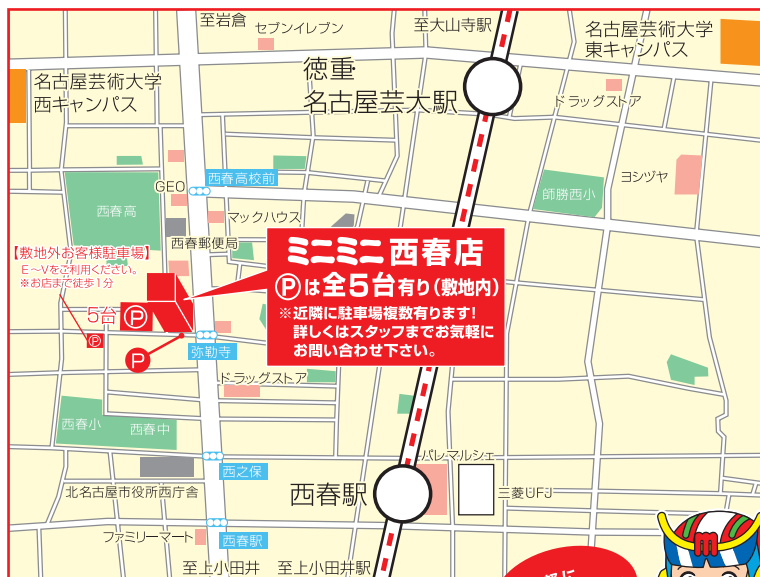 至岩倉
セブンイレブン
至大山寺駅
名古屋芸術大学
東キャンパス
徳重・
名古屋芸大駅
名古屋芸術大学
西キャンパス
ドラッグストア
GEO
西春高校前
師勝西小
ヨシヅヤ
西春高
マックハウス
西春郵便局
【敷地外お客様駐車場】
E〜Vをご利用ください。
※お店まで徒歩1分
5台 P
P
P
ミニミニ 西春店
Pは全5台有り(敷地内)
※近隣に駐車場複数有ります!
詳しくはスタッフまでお気軽に
お問い合わせ下さい。
弥勒寺
ドラッグストア
西春小
西春中
西之保
パレマルシェ
北名古屋市役所西庁舎
西春駅
三菱UFJ
ファミリーマート
西春駅
至上小田井
至上小田井駅